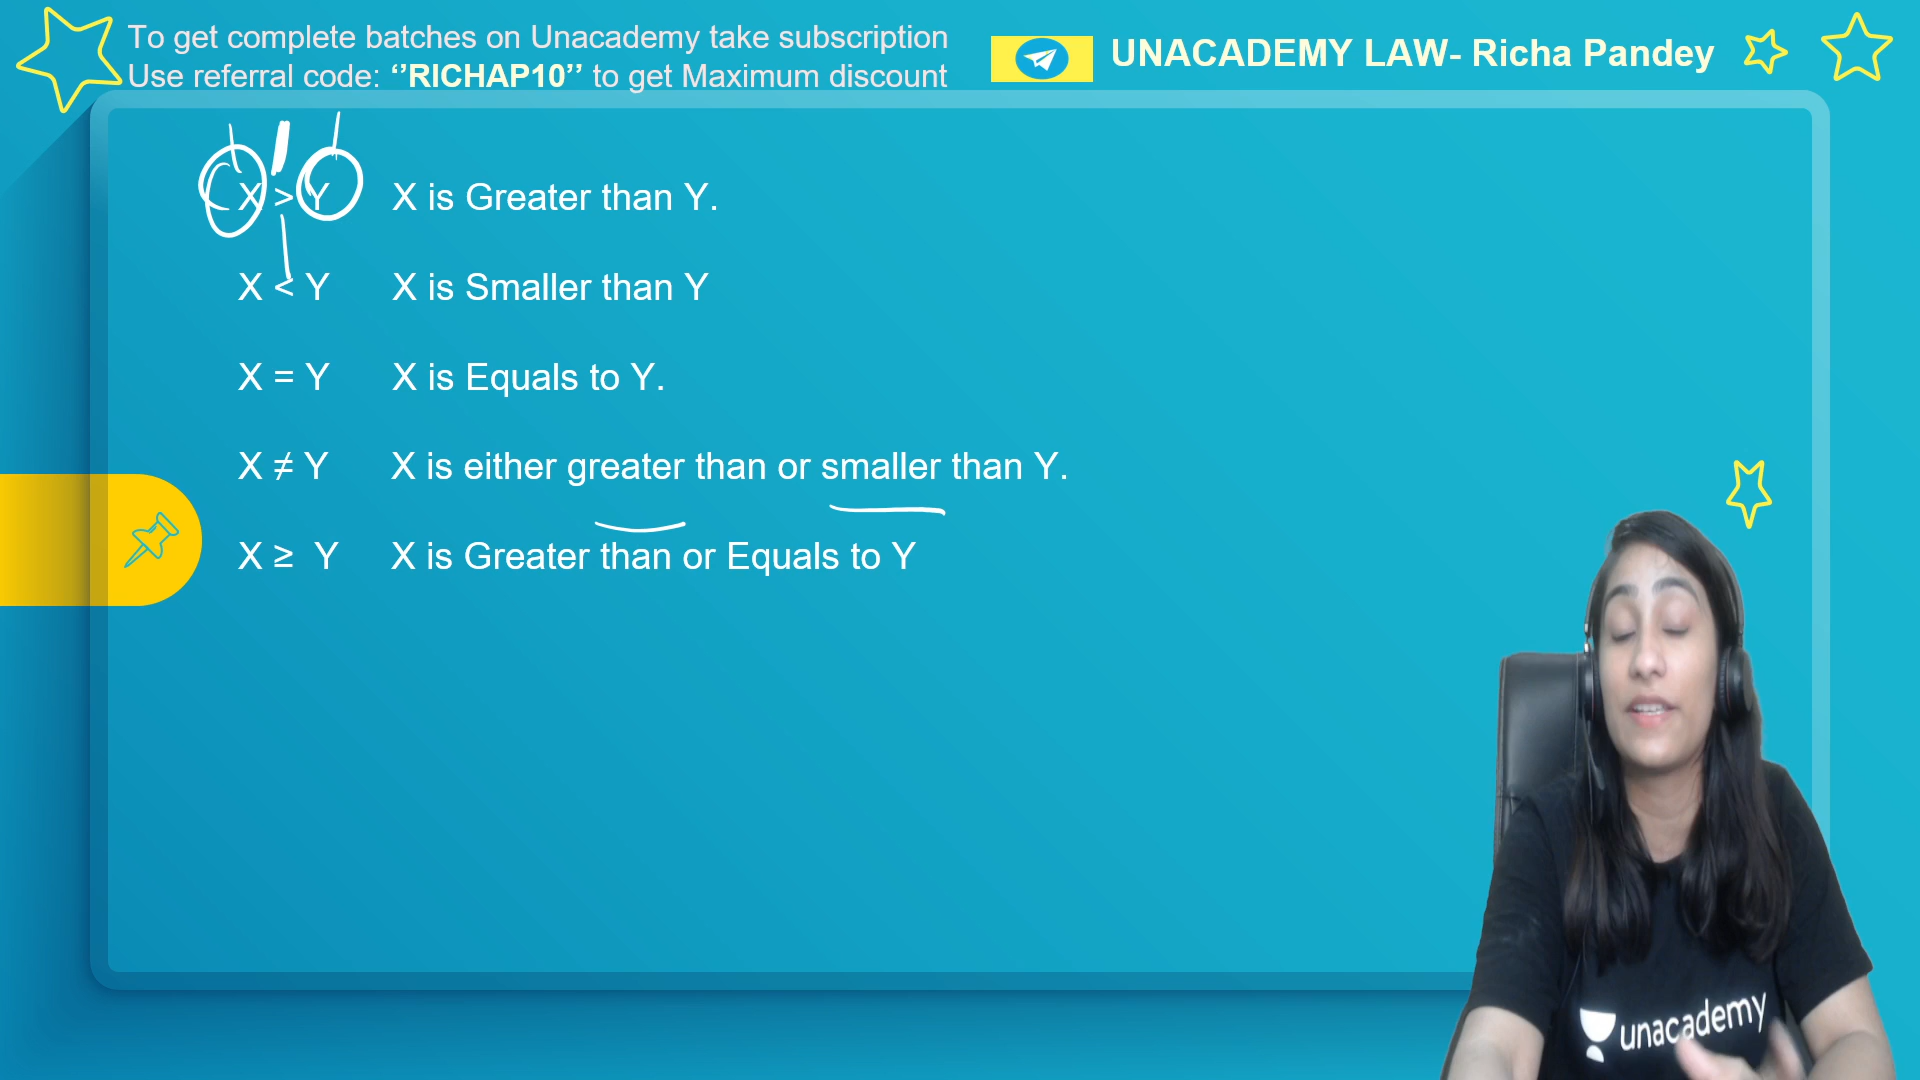 To get complete batches on Unacademy take subscription
Use referral code: ‘’RICHAP10’’ to get Maximum discount
UNACADEMY LAW- Richa Pandey
X > Y X is Greater than Y.
X < Y X is Smaller than Y
X = Y X is Equals to Y.
X ≠ Y X is either greater than or smaller than Y.
X ≥ Y X is Greater than or Equals to Y
unacademy